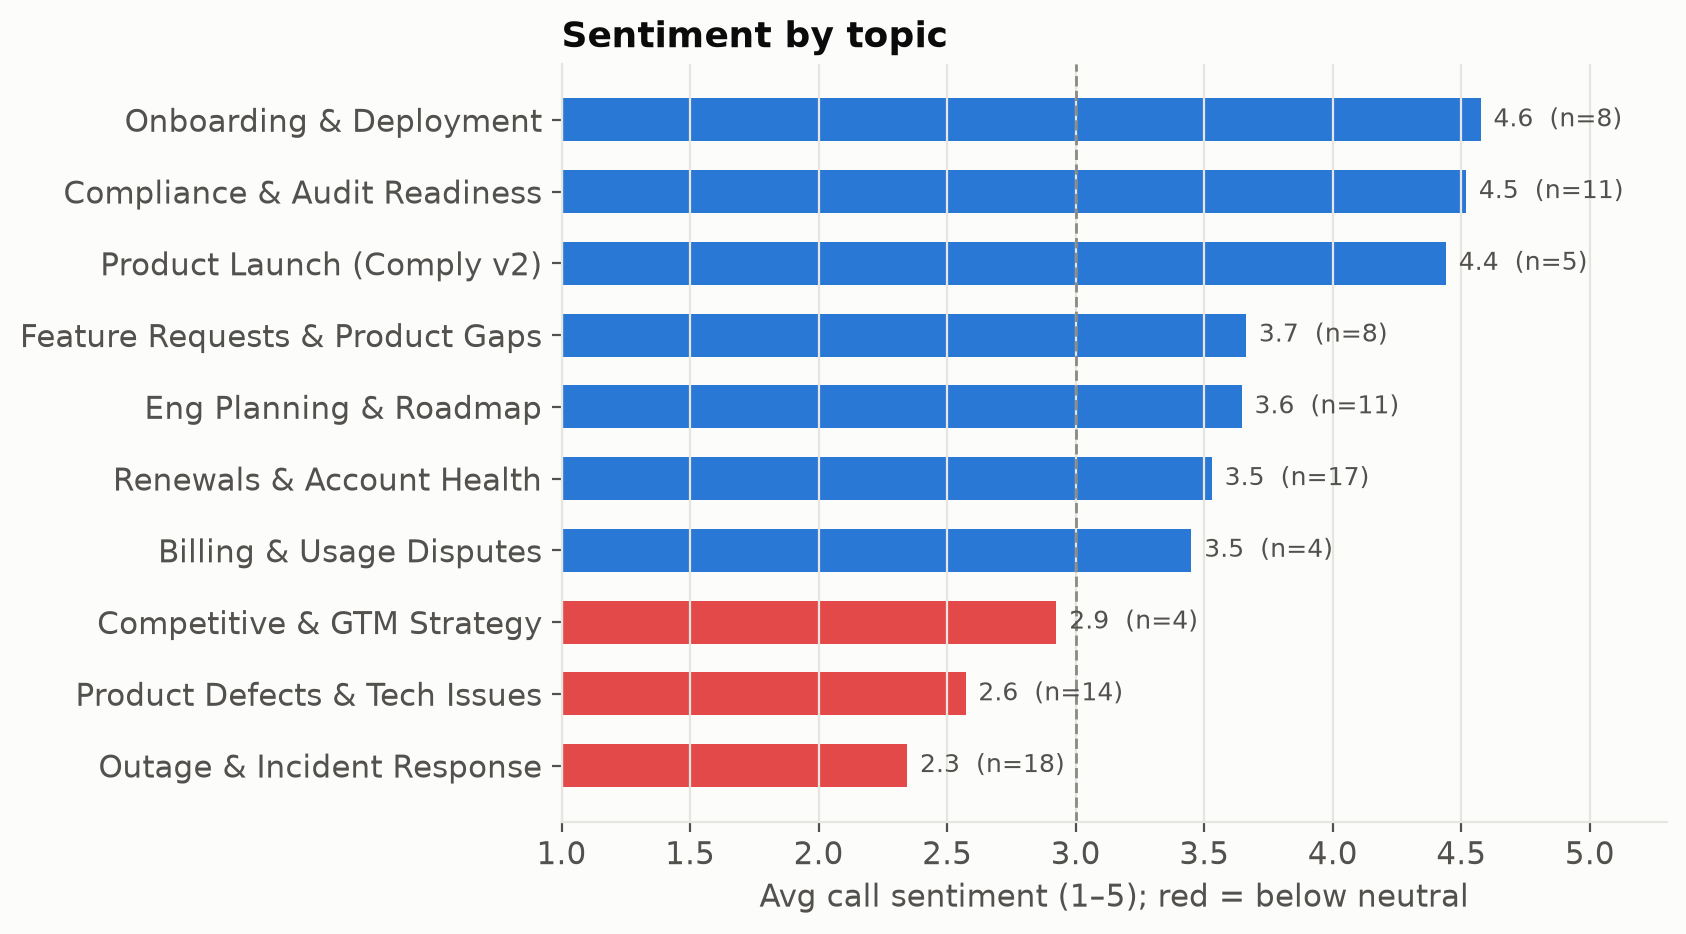 Sentiment by topic
Onboarding & Deployment 4.6 (n=8)
Compliance & Audit Readiness 4.5 (n=11)
Product Launch (Comply v2) 4.4 (n=5)
Feature Requests & Product Gaps 3.7 (n=8)
Eng Planning & Roadmap 3.6 (n=11)
Renewals & Account Health 3.5 (n=17)
Billing & Usage Disputes 3.5 (n=4)
Competitive & GTM Strategy 2.9 (n=4)
Product Defects & Tech Issues 2.6 (n=14)
Outage & Incident Response 2.3 (n=18)
1.0 1.5 2.0 2.5 3.0 3.5 4.0 4.5 5.0
Avg call sentiment (1–5); red = below neutral